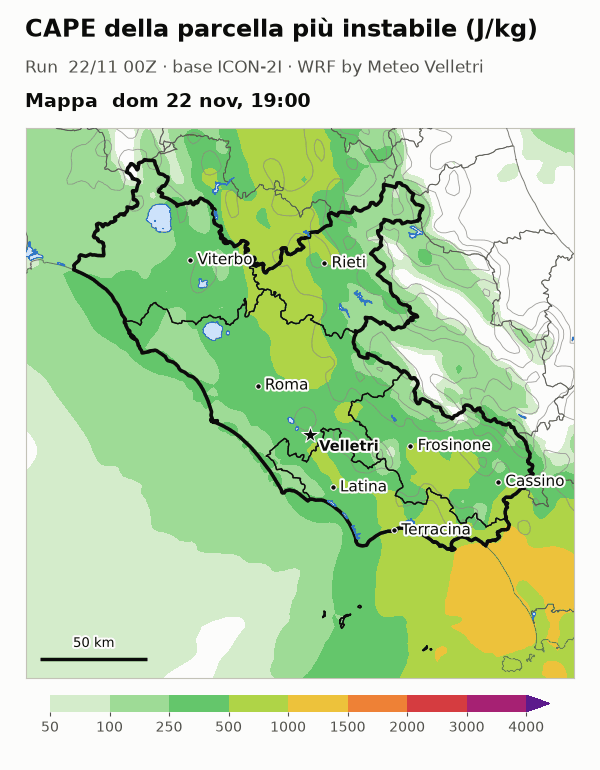 CAPE della parcella più instabile (J/kg)
Run 22/11 00Z · base ICON-2I · WRF by Meteo Velletri
Mappa dom 22 nov, 19:00
Viterbo
Rieti
Roma
Velletri
Frosinone
Latina
Cassino
Terracina
50 km
50 100 250 500 1000 1500 2000 3000 4000